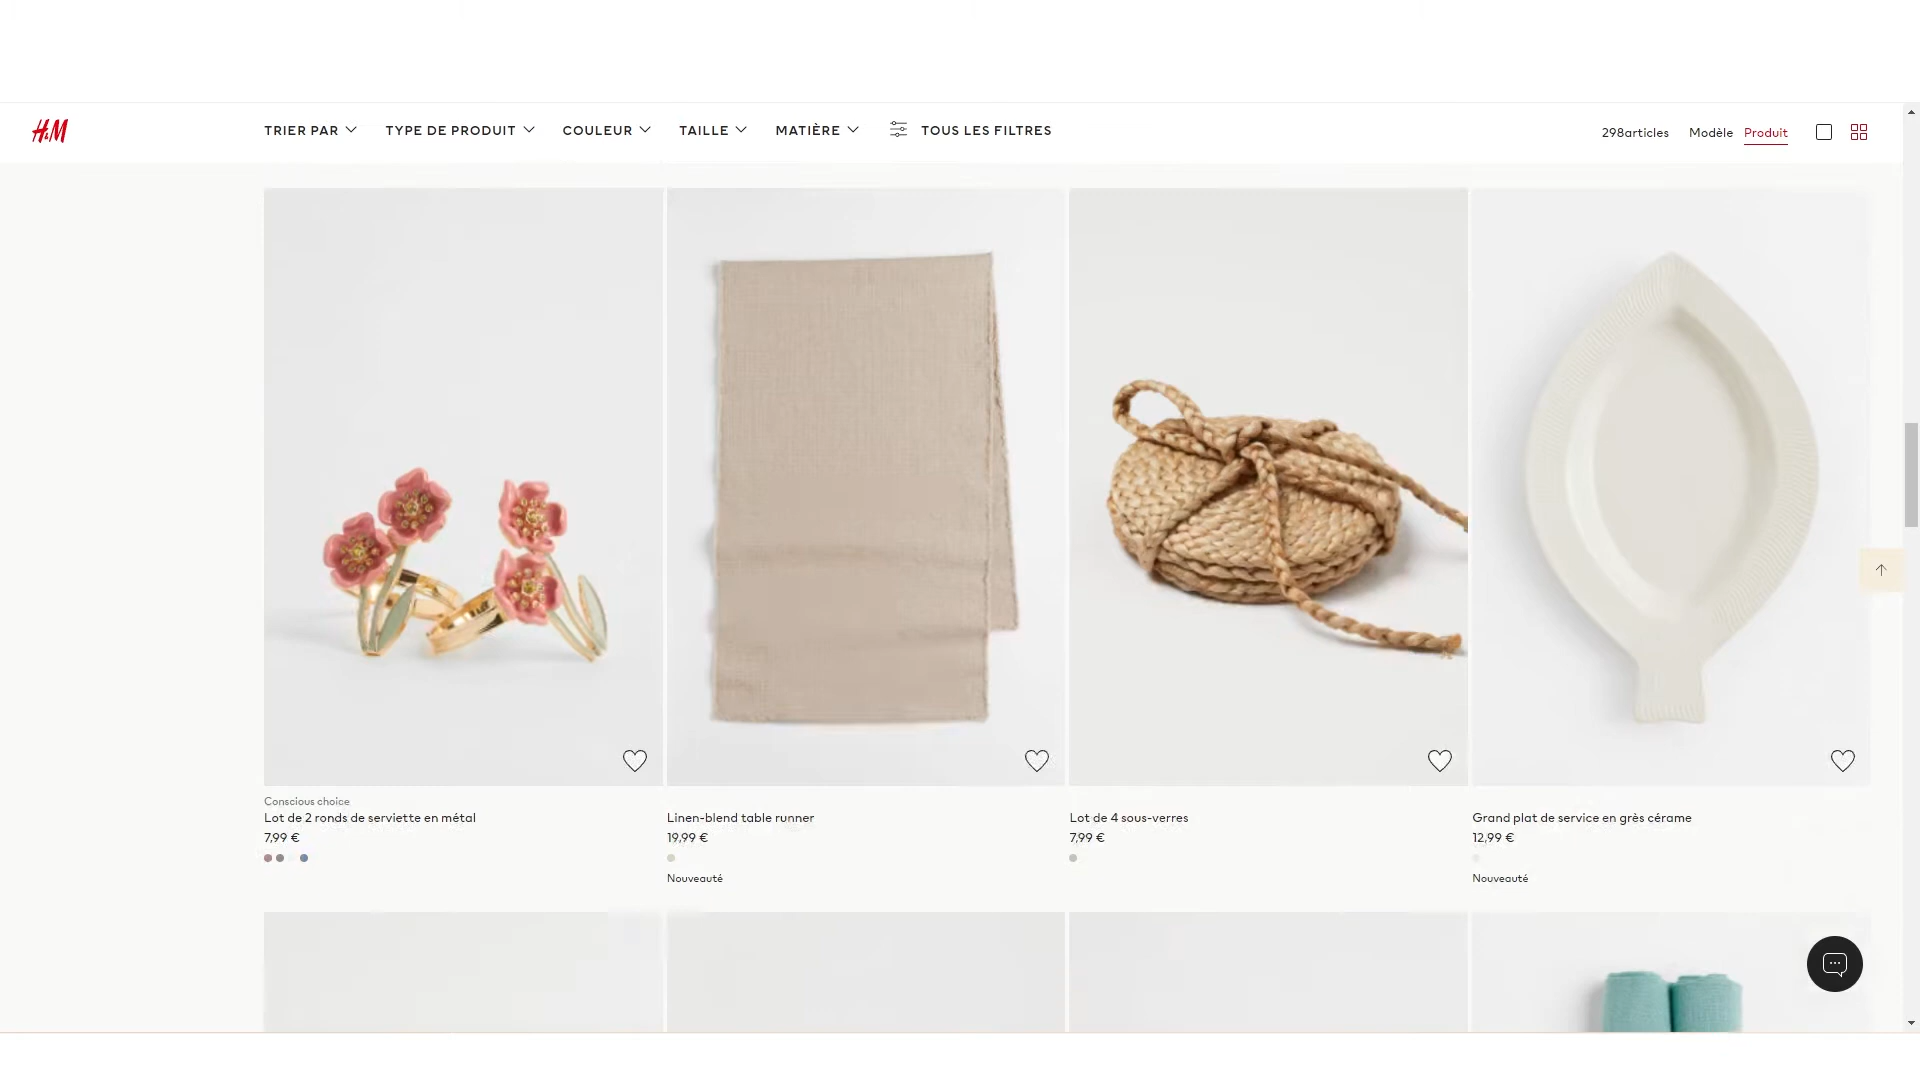 H&M
TRIER PAR
TYPE DE PRODUIT
COULEUR
TAILLE
MATIÈRE
TOUS LES FILTRES
298articles
Modèle
Produit
Conscious choice
Lot de 2 ronds de serviette en métal
7,99 €
Linen-blend table runner
19,99 €
Nouveauté
Lot de 4 sous-verres
7,99 €
Grand plat de service en grès cérame
12,99 €
Nouveauté